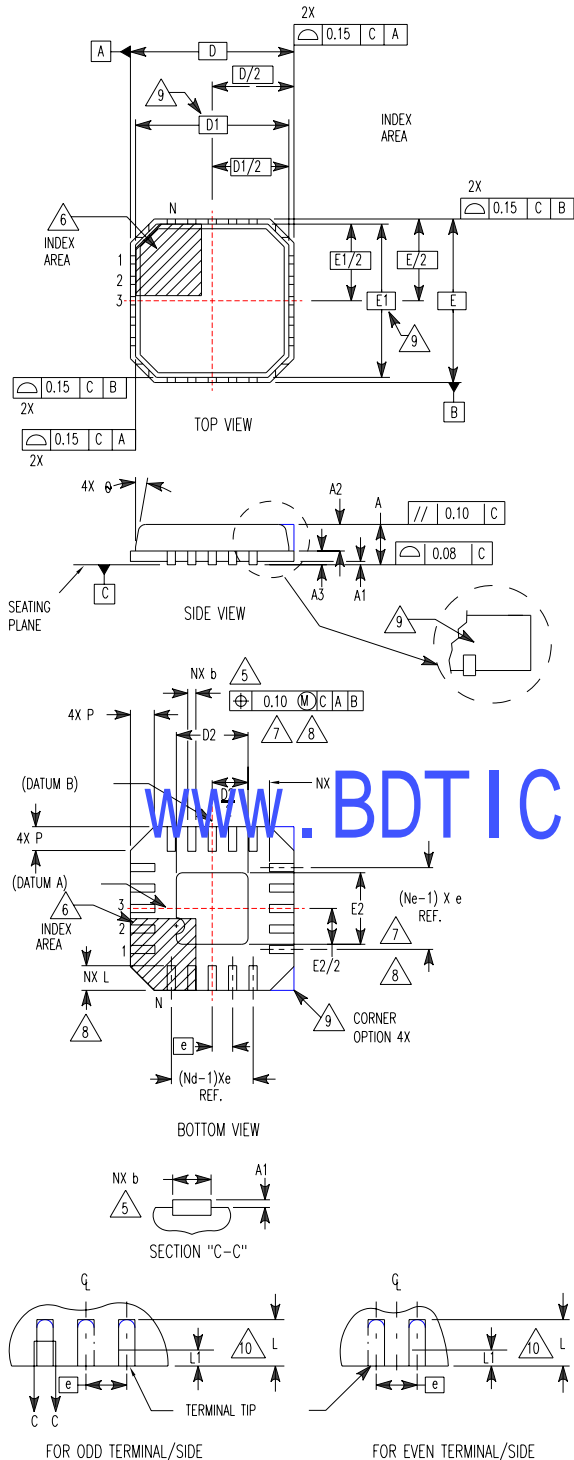 2X
0.15 C A
A
D
D/2
9
D1
D1/2
INDEX
AREA
2X
0.15 C B
N
6
INDEX
AREA
1
2
3
E1/2
E/2
E1
E
9
0.15 C B
2X
B
0.15 C A
2X
TOP VIEW
4X θ
A2
A
// 0.10 C
0.08 C
C
A3
A1
SEATING
PLANE
SIDE VIEW
9
NX b
5
⌖ 0.10 Ⓜ C A B
4X P
D2
7
8
(DATUM B)
NX
WWW.BDTIC
4X P
(DATUM A)
3
6
INDEX
AREA
2
1
E2
(Ne-1) X e
REF.
7
E2/2
8
NX L
8
N
9
CORNER
OPTION 4X
e
(Nd-1)Xe
REF.
BOTTOM VIEW
NX b
A1
5
SECTION "C-C"
CL
CL
L
10
L1
L
10
L1
e
e
C C
TERMINAL TIP
FOR ODD TERMINAL/SIDE
FOR EVEN TERMINAL/SIDE